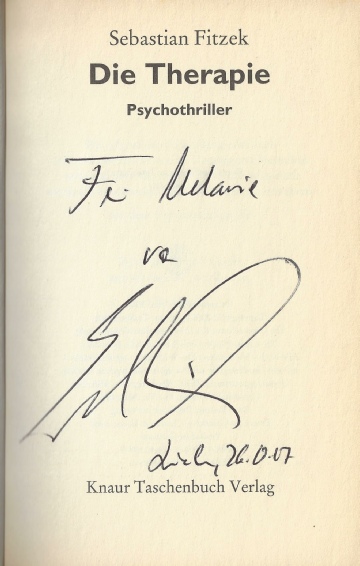 Sebastian Fitzek
Die Therapie
Psychothriller
Für Melanie
von
Knaur Taschenbuch Verlag